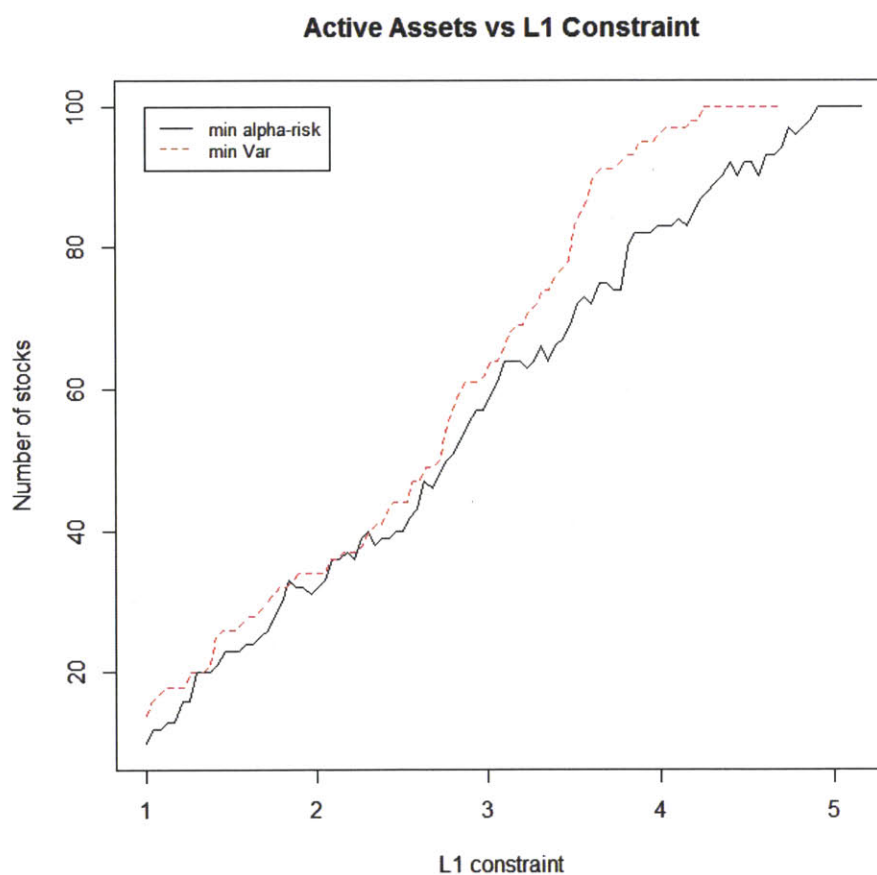 Active Assets vs L1 Constraint
min alpha-risk
min Var
100
80
60
40
20
Number of stocks
1 2 3 4 5
L1 constraint